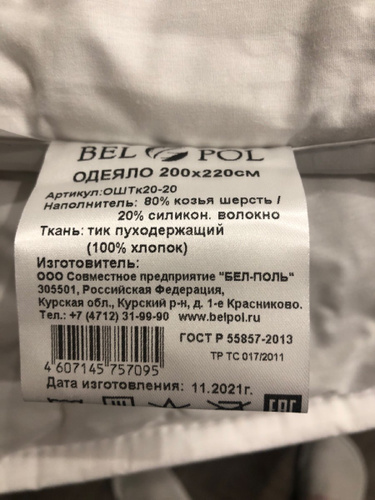 BEL POL
ОДЕЯЛО 200х220см
Артикул:ОШТк20-20
Наполнитель: 80% козья шерсть /
20% силикон. волокно
Ткань: тик пуходержащий
(100% хлопок)
Изготовитель:
ООО Совместное предприятие "БЕЛ-ПОЛЬ"
305501, Российская Федерация,
Курская обл., Курский р-н, д. 1-е Красниково.
Тел.: +7 (4712) 31-99-90 www.belpol.ru
ГОСТ Р 55857-2013
ТР ТС 017/2011
4 607145 757095
Дата изготовления: 11.2021г.
ЕАС